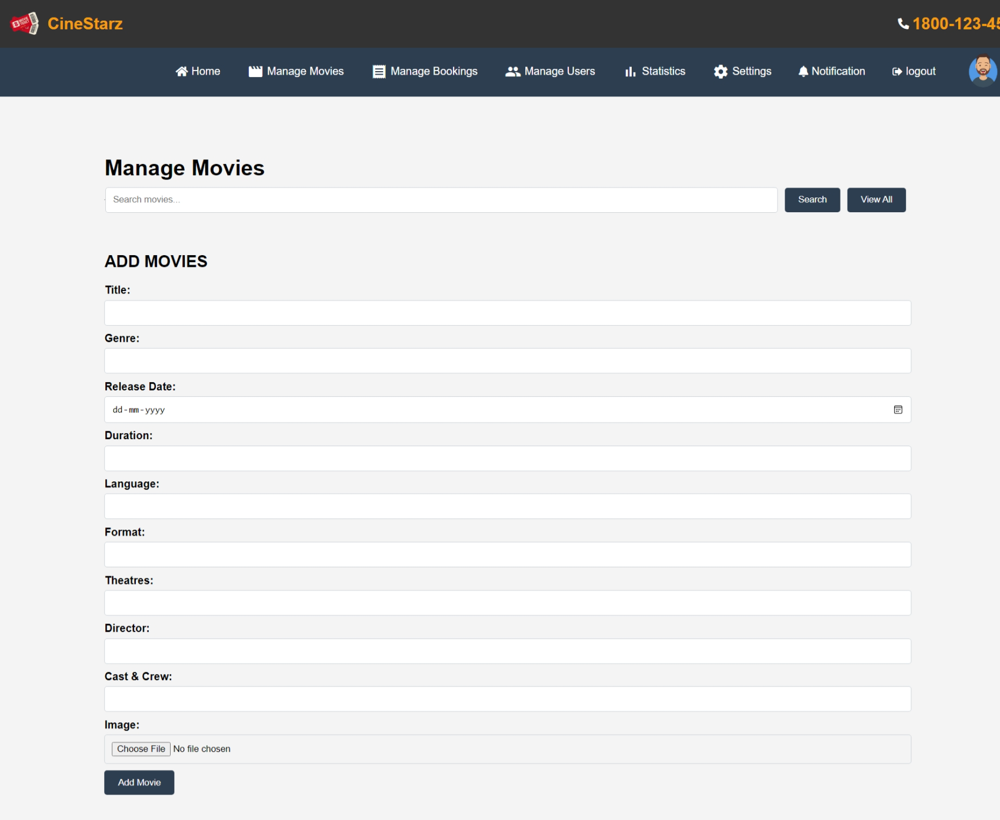 MOVIE TICKET
CineStarz
1800-123-45
Home Manage Movies Manage Bookings Manage Users Statistics Settings Notification logout
Manage Movies
Search movies... Search View All
ADD MOVIES
Title:
Genre:
Release Date:
dd-mm-yyyy
Duration:
Language:
Format:
Theatres:
Director:
Cast & Crew:
Image:
Choose File No file chosen
Add Movie